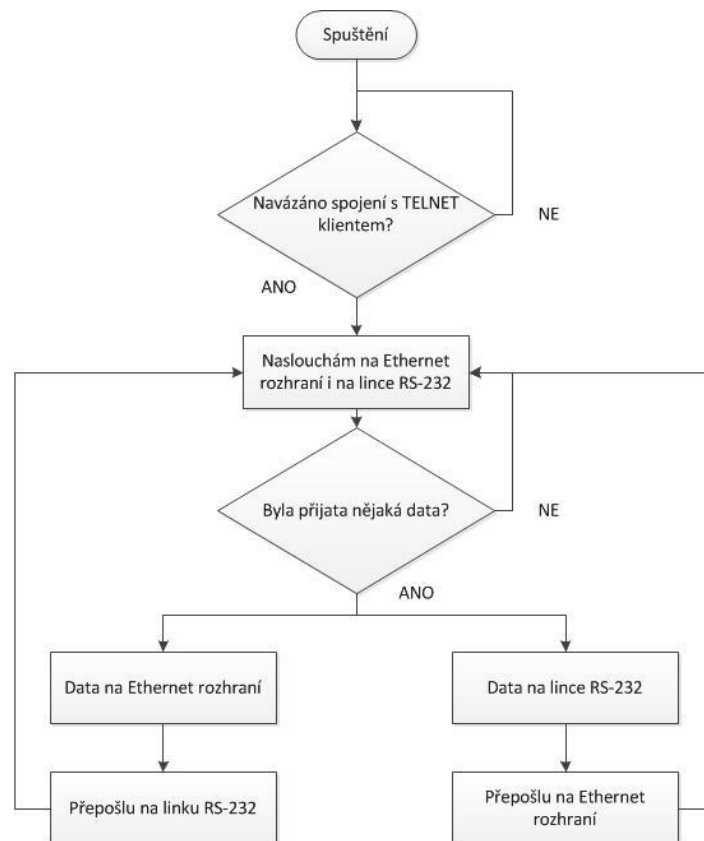 Spuštění
Navázáno spojení s TELNET
klientem?
NE
ANO
Naslouchám na Ethernet
rozhraní i na lince RS-232
Byla přijata nějaká data?
NE
ANO
Data na Ethernet rozhraní
Data na lince RS-232
Přepošlu na linku RS-232
Přepošlu na Ethernet
rozhraní